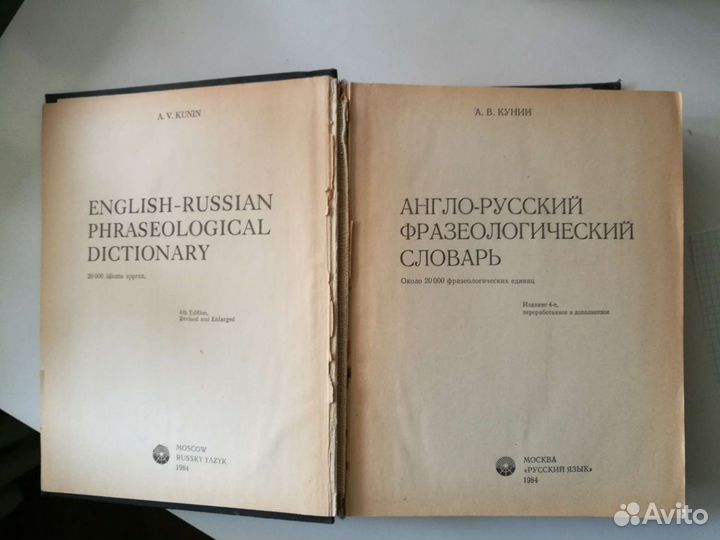 A. V. KUNIN
ENGLISH-RUSSIAN
PHRASEOLOGICAL
DICTIONARY
20 000 idioms approx.
4th Edition,
Revised and Enlarged
MOSCOW
RUSSKY YAZYK
1984
А. В. КУНИН
АНГЛО-РУССКИЙ
ФРАЗЕОЛОГИЧЕСКИЙ
СЛОВАРЬ
Около 20 000 фразеологических единиц
Издание 4-е,
переработанное и дополненное
МОСКВА
«РУССКИЙ ЯЗЫК»
1984
Avito